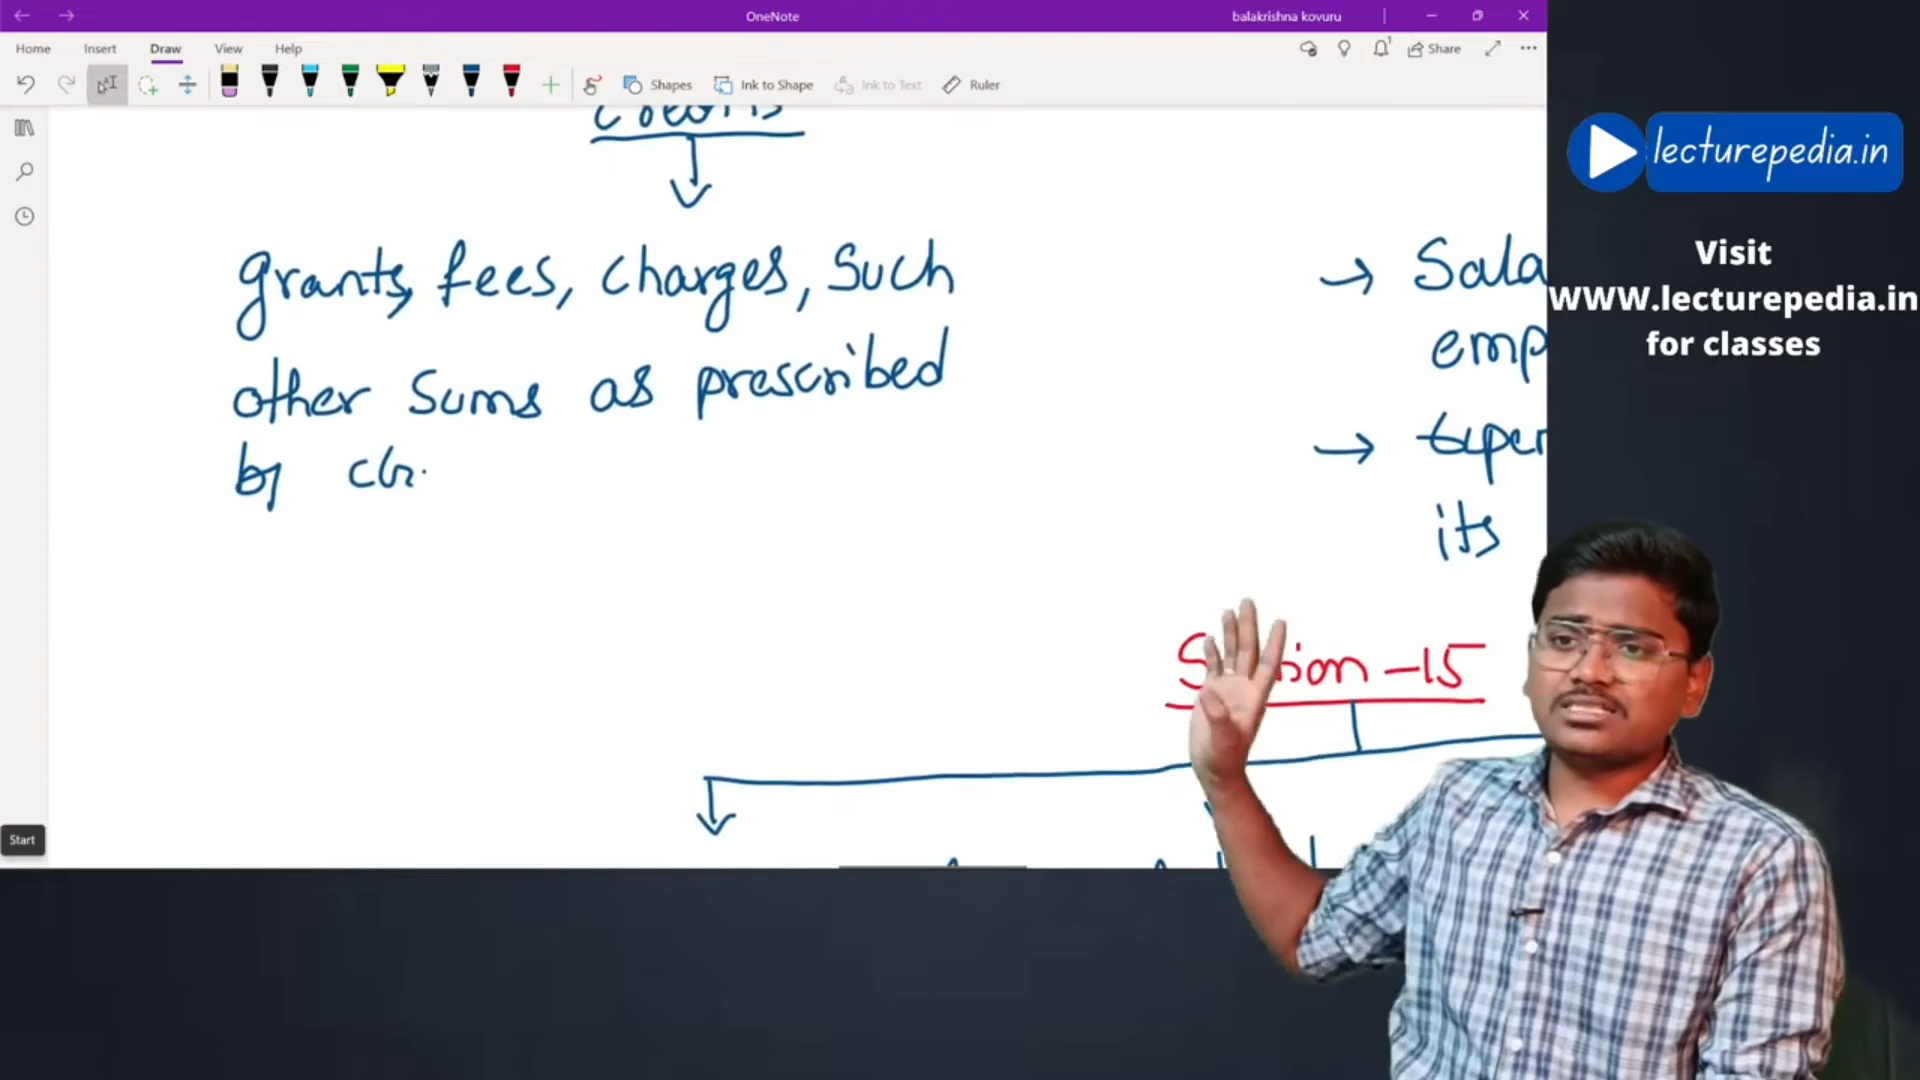 OneNote
balakrishna kovuru
Home Insert Draw View Help
Share
Shapes Ink to Shape Ink to Text Ruler
grants, fees, charges, Such
other Sums as prescribed
by CG.
→ Sala
emp
→
its
ion - 15
Start
lecturepedia.in
Visit
WWW.lecturepedia.in
for classes